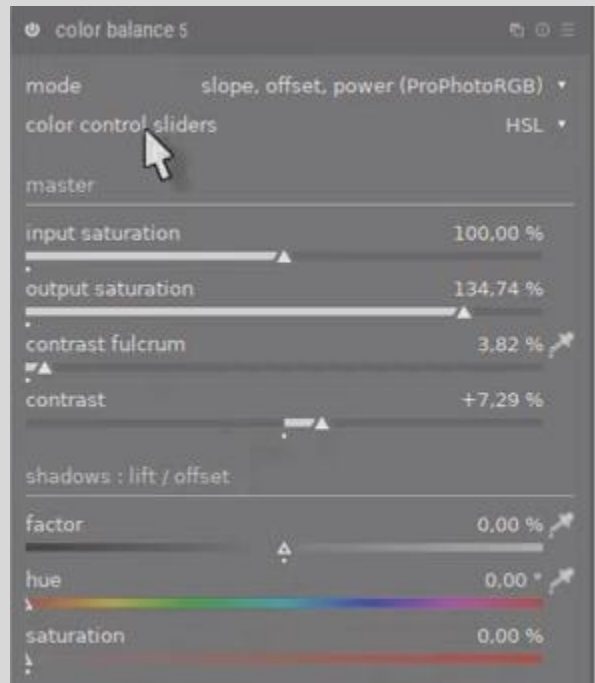 color balance 5
mode slope, offset, power (ProPhotoRGB)
color control sliders HSL
master
input saturation 100,00 %
output saturation 134,74 %
contrast fulcrum 3,82 %
contrast +7,29 %
shadows : lift / offset
factor 0,00 %
hue 0,00 °
saturation 0,00 %